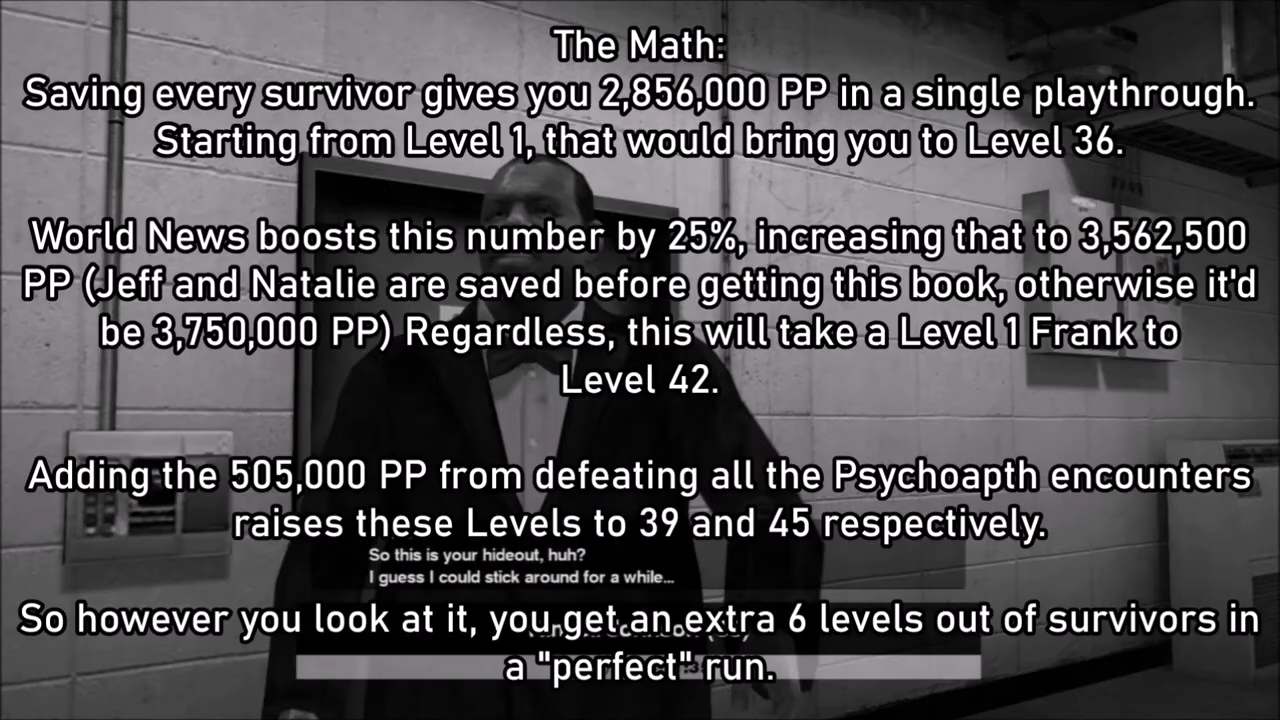 The Math:
Saving every survivor gives you 2,856,000 PP in a single playthrough.
Starting from Level 1, that would bring you to Level 36.
World News boosts this number by 25%, increasing that to 3,562,500
PP (Jeff and Natalie are saved before getting this book, otherwise it'd
be 3,750,000 PP) Regardless, this will take a Level 1 Frank to
Level 42.
Adding the 505,000 PP from defeating all the Psychoapth encounters
raises these Levels to 39 and 45 respectively.
So this is your hideout, huh?
I guess I could stick around for a while...
So however you look at it, you get an extra 6 levels out of survivors in
a "perfect" run.